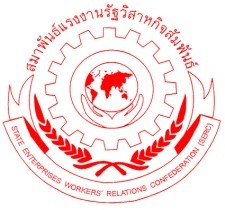 สมาพันธ์แรงงานรัฐวิสาหกิจสัมพันธ์
STATE ENTERPRISES WORKERS' RELATIONS CONFEDERATION (SERC)